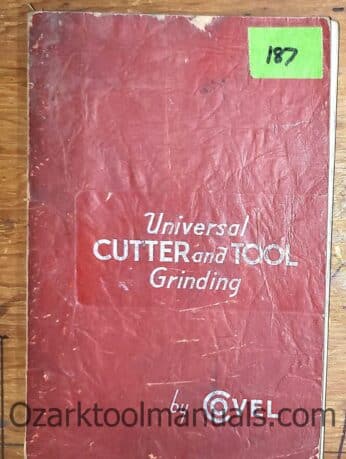 187
Universal
CUTTER and TOOL
Grinding
by COVEL
Ozarktoolmanuals.com